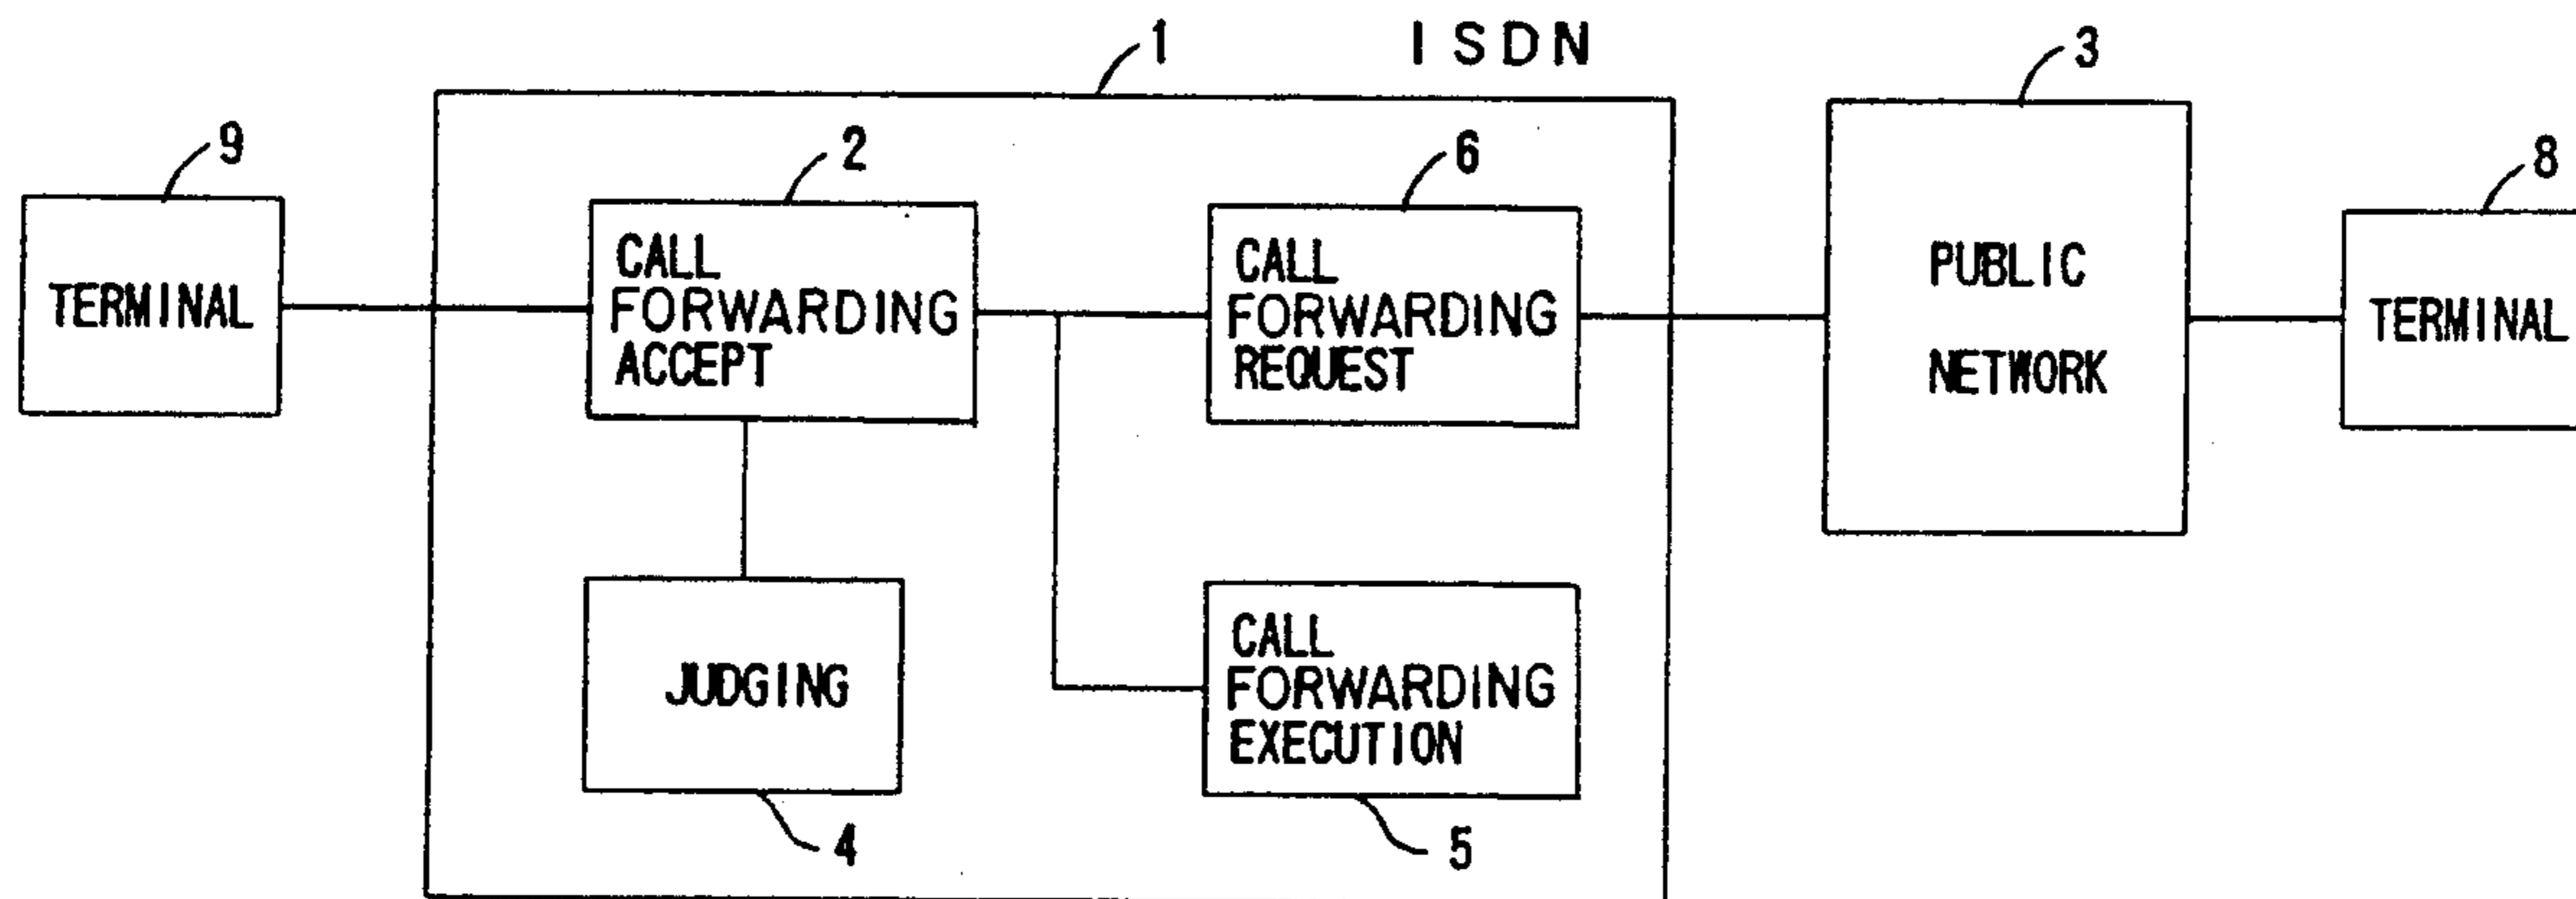 1
ISDN
3
9
2
6
8
TERMINAL
CALL
FORWARDING
ACCEPT
CALL
FORWARDING
REQUEST
PUBLIC
NETWORK
TERMINAL
JUDGING
CALL
FORWARDING
EXECUTION
4
5